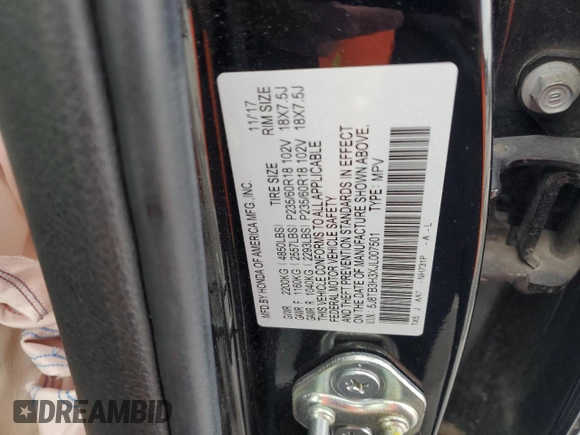 MFD.BY HONDA OF AMERICA MFG. INC. 11/17
TIRE SIZE RIM SIZE
GVWR 2200KG (4850LBS)
GAWR F 1160KG (2557LBS) P235/60R18 102V 18X7.5J
GAWR R 1040KG (2293LBS) P235/60R18 102V 18X7.5J
THIS VEHICLE CONFORMS TO ALL APPLICABLE
FEDERAL MOTOR VEHICLE SAFETY
AND THEFT PREVENTION STANDARDS IN EFFECT
ON THE DATE OF MANUFACTURE SHOWN ABOVE.
V.I.N.: 5J8TB3H3XJL007501 TYPE: MPV
TX5 J AA7 NH731P -A-L
DREAMBID